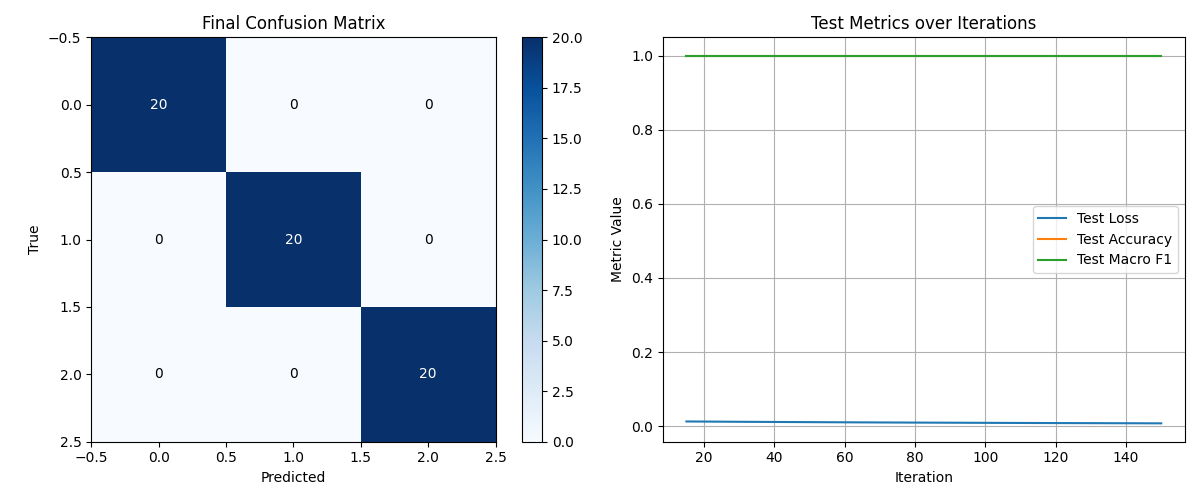 Final Confusion Matrix
−0.5
0.0
0.5
1.0
1.5
2.0
2.5
True
20 0 0
0 20 0
0 0 20
−0.5 0.0 0.5 1.0 1.5 2.0 2.5
Predicted
20.0
17.5
15.0
12.5
10.0
7.5
5.0
2.5
0.0
Test Metrics over Iterations
1.0
0.8
0.6
0.4
0.2
0.0
Metric Value
Test Loss
Test Accuracy
Test Macro F1
20 40 60 80 100 120 140
Iteration